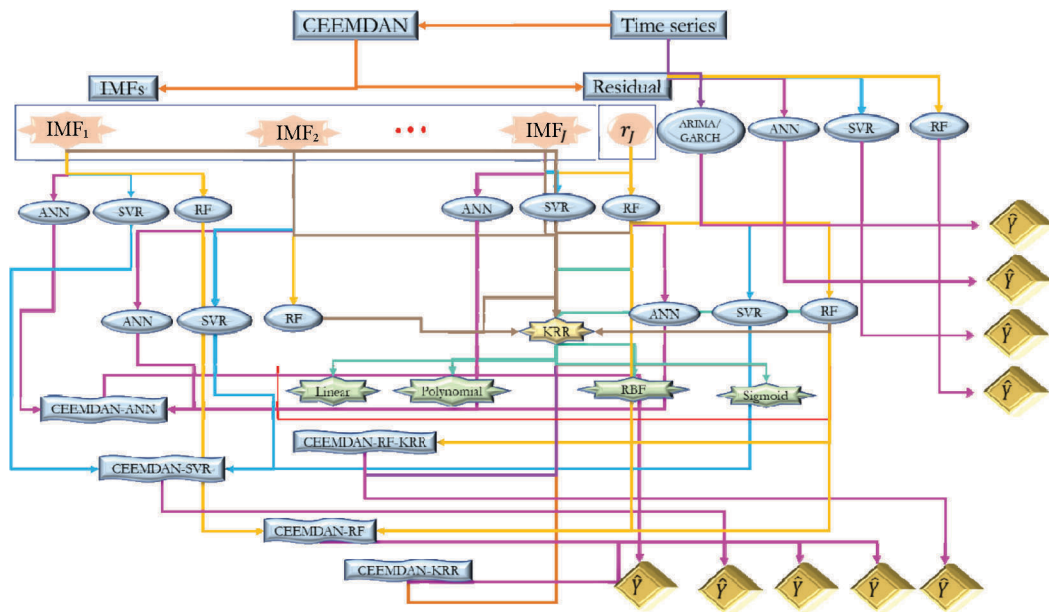 CEEMDAN
Time series
IMFs
Residual
IMF₁
IMF₂
•••
IMF_J
r_J
ARIMA/
GARCH
ANN
SVR
RF
ANN
SVR
RF
ANN
SVR
RF
Ŷ
Ŷ
ANN
SVR
RF
KRR
ANN
SVR
RF
Ŷ
Linear
Polynomial
RBF
Sigmoid
Ŷ
CEEMDAN-ANN
CEEMDAN-RF-KRR
CEEMDAN-SVR
CEEMDAN-RF
CEEMDAN-KRR
Ŷ
Ŷ
Ŷ
Ŷ
Ŷ